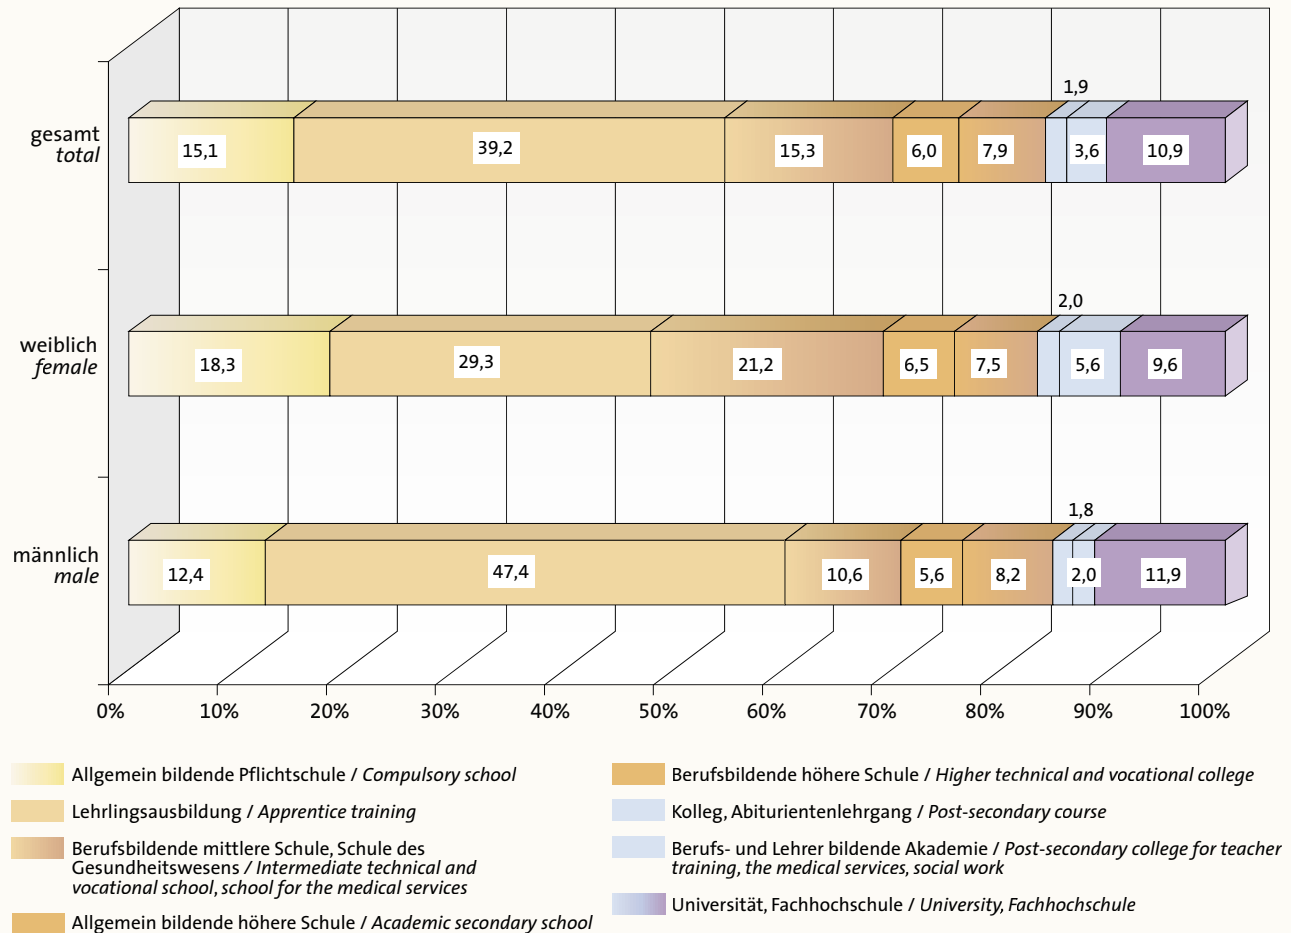 1,9
gesamt
total
15,1 39,2 15,3 6,0 7,9 3,6 10,9
2,0
weiblich
female
18,3 29,3 21,2 6,5 7,5 5,6 9,6
1,8
männlich
male
12,4 47,4 10,6 5,6 8,2 2,0 11,9
0% 10% 20% 30% 40% 50% 60% 70% 80% 90% 100%
Allgemein bildende Pflichtschule / Compulsory school
Lehrlingsausbildung / Apprentice training
Berufsbildende mittlere Schule, Schule des
Gesundheitswesens / Intermediate technical and
vocational school, school for the medical services
Allgemein bildende höhere Schule / Academic secondary school
Berufsbildende höhere Schule / Higher technical and vocational college
Kolleg, Abiturientenlehrgang / Post-secondary course
Berufs- und Lehrer bildende Akademie / Post-secondary college for teacher
training, the medical services, social work
Universität, Fachhochschule / University, Fachhochschule